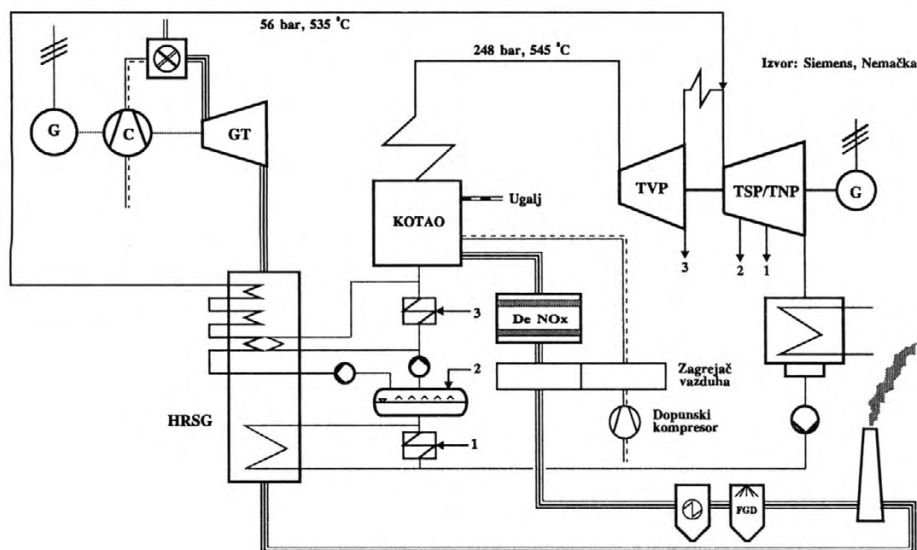 56 bar, 535 °C
248 bar, 545 °C
Izvor: Siemens, Nemačka
G
C
GT
TVP
TSP/TNP
G
KOTAO
Ugalj
3
2
1
3
De NOx
2
Zagrejač
vazduha
HRSG
1
Dopunski
kompresor
FGD